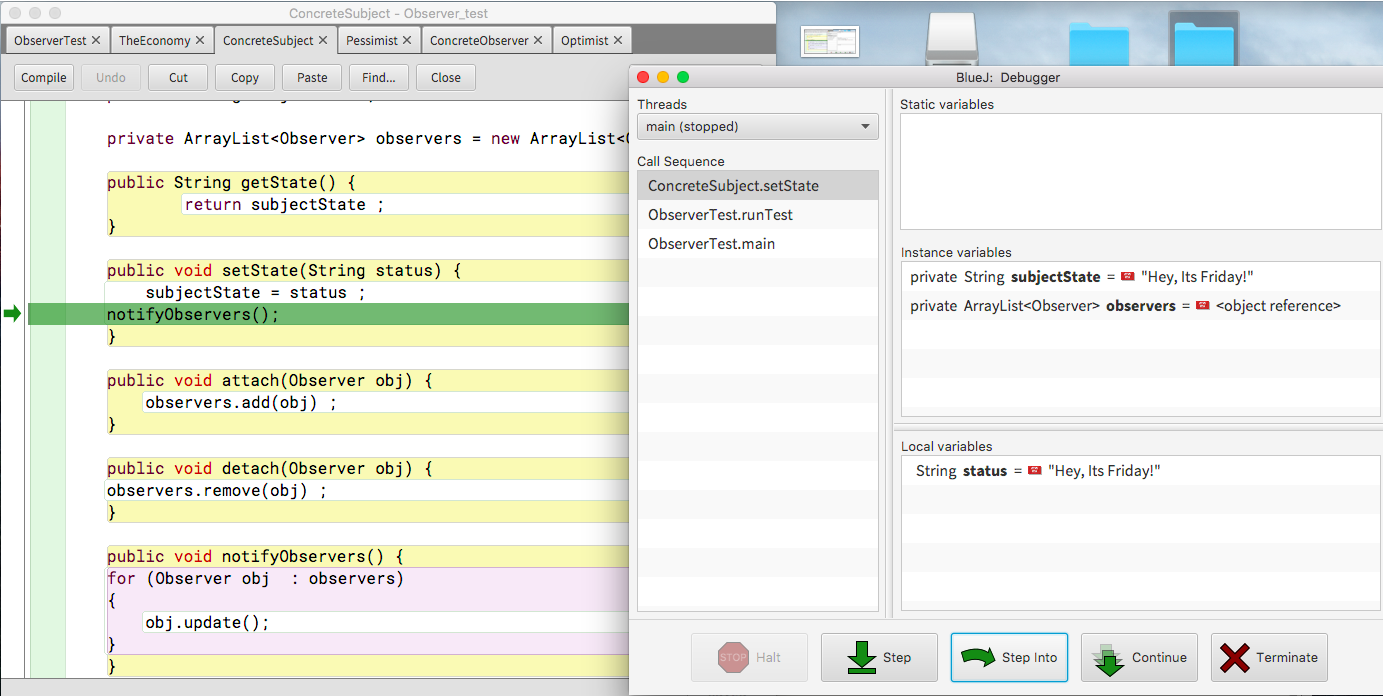 ConcreteSubject - Observer_test
ObserverTest ✕ TheEconomy ✕ ConcreteSubject ✕ Pessimist ✕ ConcreteObserver ✕ Optimist ✕
Compile Undo Cut Copy Paste Find... Close
private ArrayList<Observer> observers = new ArrayList<
public String getState() {
return subjectState ;
}
public void setState(String status) {
subjectState = status ;
notifyObservers();
}
public void attach(Observer obj) {
observers.add(obj) ;
}
public void detach(Observer obj) {
observers.remove(obj) ;
}
public void notifyObservers() {
for (Observer obj  : observers)
{
obj.update();
}
}
BlueJ: Debugger
Threads
main (stopped)
Call Sequence
ConcreteSubject.setState
ObserverTest.runTest
ObserverTest.main
Static variables
Instance variables
private String subjectState = "Hey, Its Friday!"
private ArrayList<Observer> observers = <object reference>
Local variables
String status = "Hey, Its Friday!"
STOP Halt
Step
Step Into
Continue
Terminate